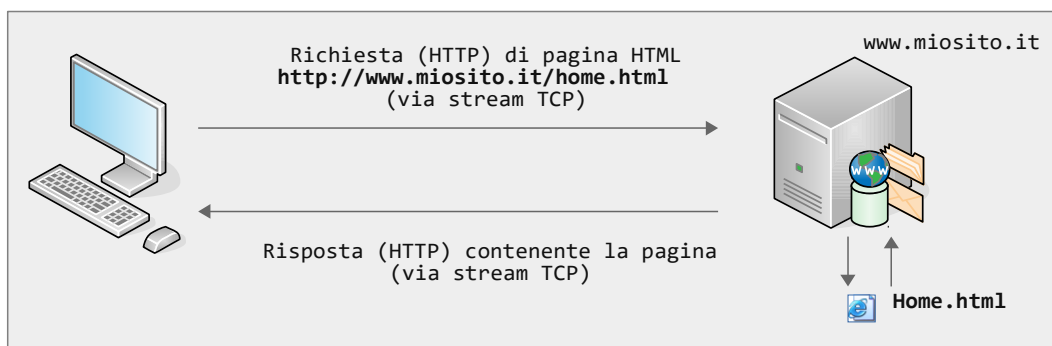 www.miosito.it
Richiesta (HTTP) di pagina HTML
http://www.miosito.it/home.html
(via stream TCP)
WWW
Risposta (HTTP) contenente la pagina
(via stream TCP)
Home.html